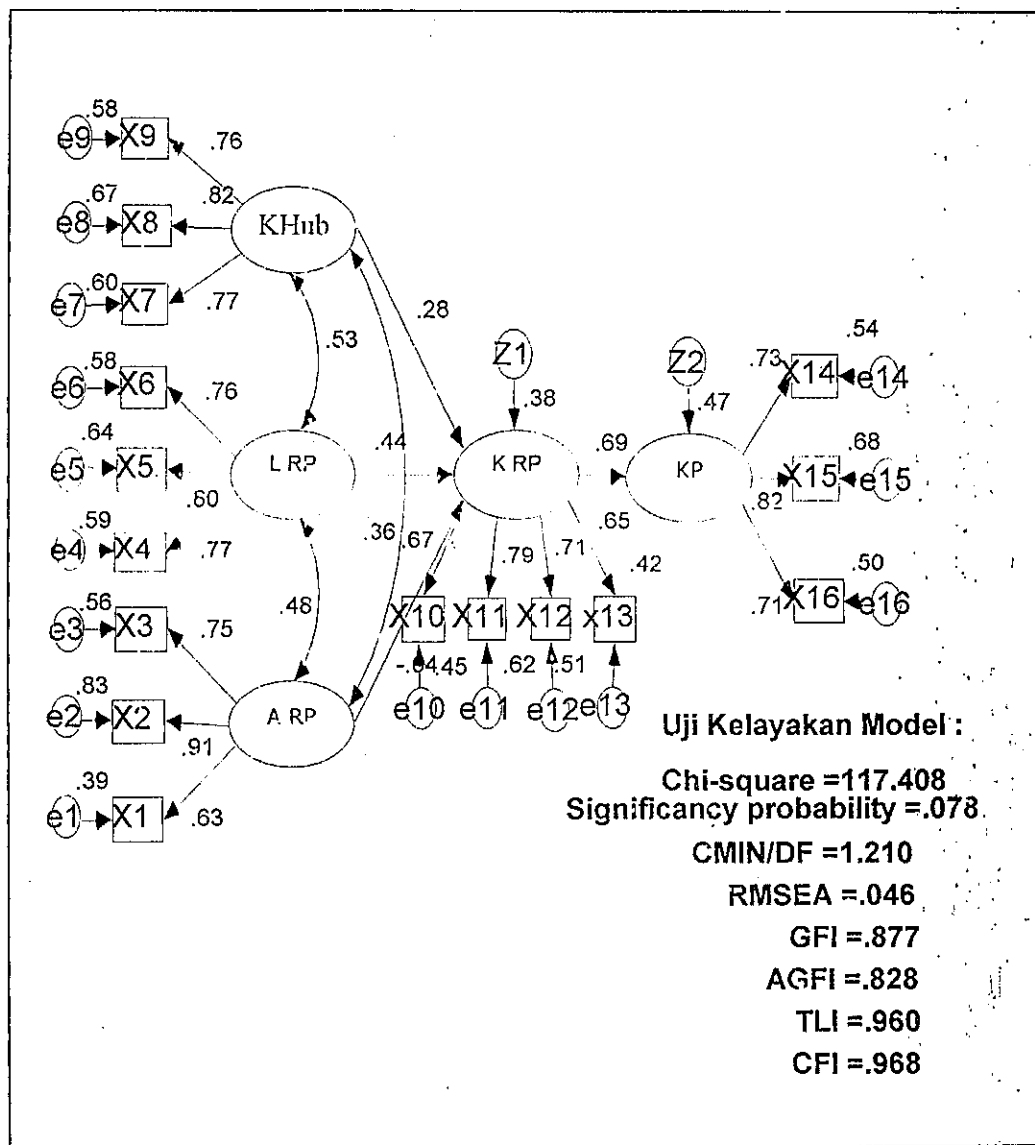 .58
e9 X9 .76
.67 .82
e8 X8 KHub
.60
e7 X7 .77 .28
.53 Z1 Z2 .54
.58 .73
e6 X6 .76 .38 .47 X14 e14
.64 .44 .69 .68
e5 X5 L RP K RP KP X15 e15
.60 .65 .82
.59 .36 .67
e4 X4 .77 .79 .71 .42 .50
.56 .48 .71 X16 e16
e3 X3 .75 X10 X11 X12 x13
.83 .45 .62 .51
e2 X2 A RP e10 e11 e12 e13
.91
.39
e1 X1 .63
Uji Kelayakan Model :
Chi-square =117.408
Significancy probability =.078
CMIN/DF =1.210
RMSEA =.046
GFI =.877
AGFI =.828
TLI =.960
CFI =.968